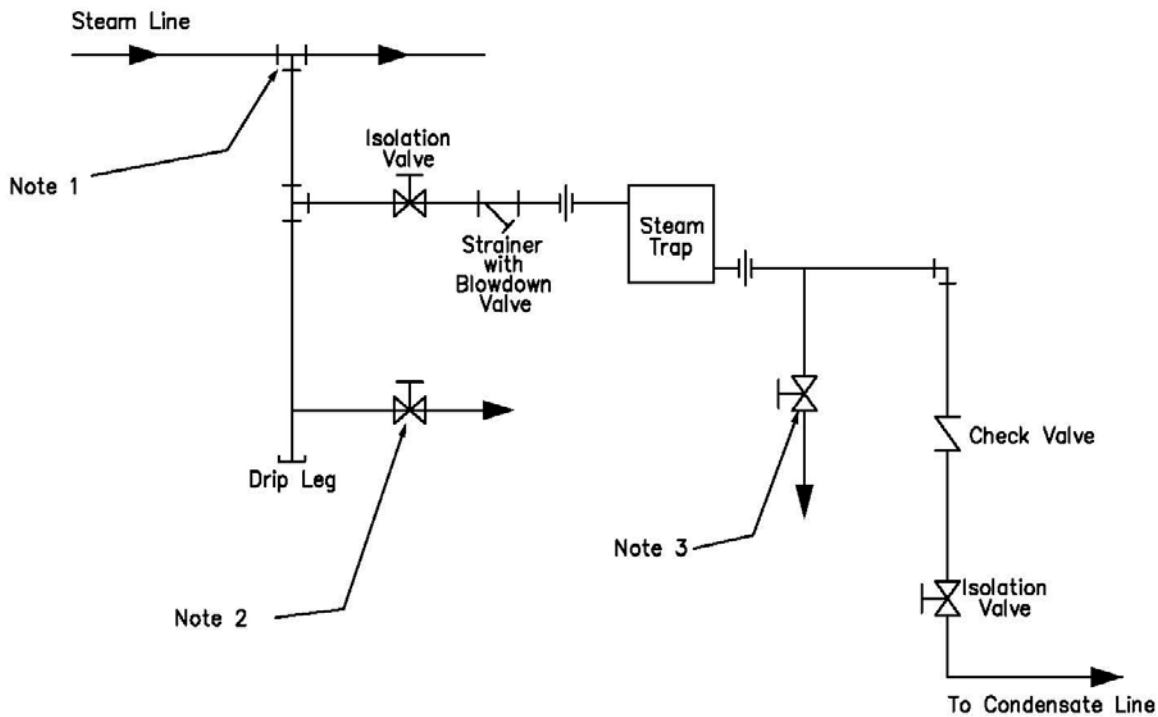 Steam Line
Note 1
Isolation
Valve
Strainer
with
Blowdown
Valve
Steam
Trap
Drip Leg
Check Valve
Note 3
Note 2
Isolation
Valve
To Condensate Line